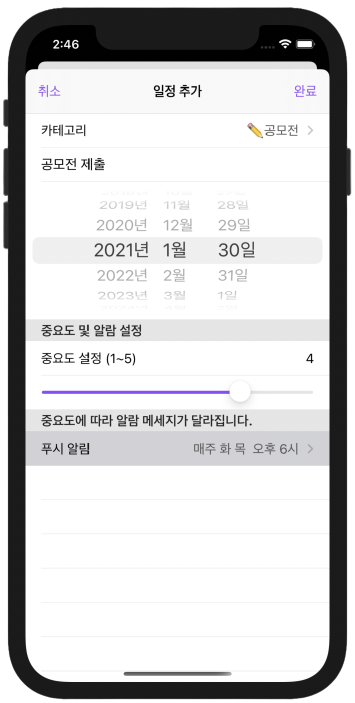 2:46
취소 일정 추가 완료
카테고리 ✏️공모전 >
공모전 제출
2019년 11월 28일
2020년 12월 29일
2021년 1월 30일
2022년 2월 31일
2023년 3월 1일
중요도 및 알람 설정
중요도 설정 (1~5) 4
중요도에 따라 알람 메세지가 달라집니다.
푸시 알림 매주 화 목 오후 6시 >